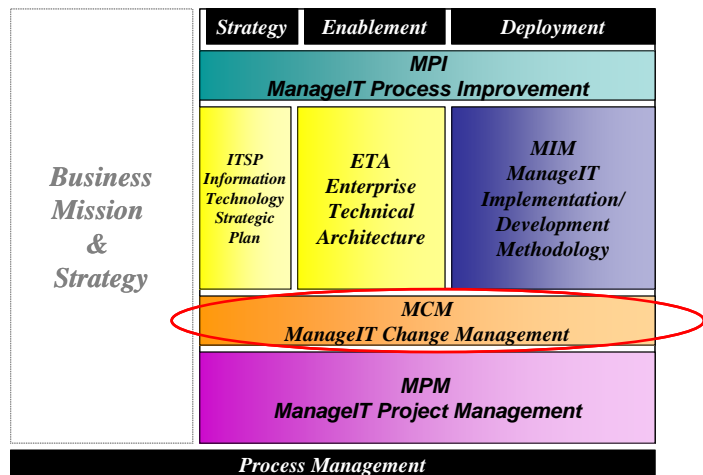 Strategy
Enablement
Deployment
MPI
ManageIT Process Improvement
Business
Mission
&
Strategy
ITSP
Information
Technology
Strategic
Plan
ETA
Enterprise
Technical
Architecture
MIM
ManageIT
Implementation/
Development
Methodology
MCM
ManageIT Change Management
MPM
ManageIT Project Management
Process Management